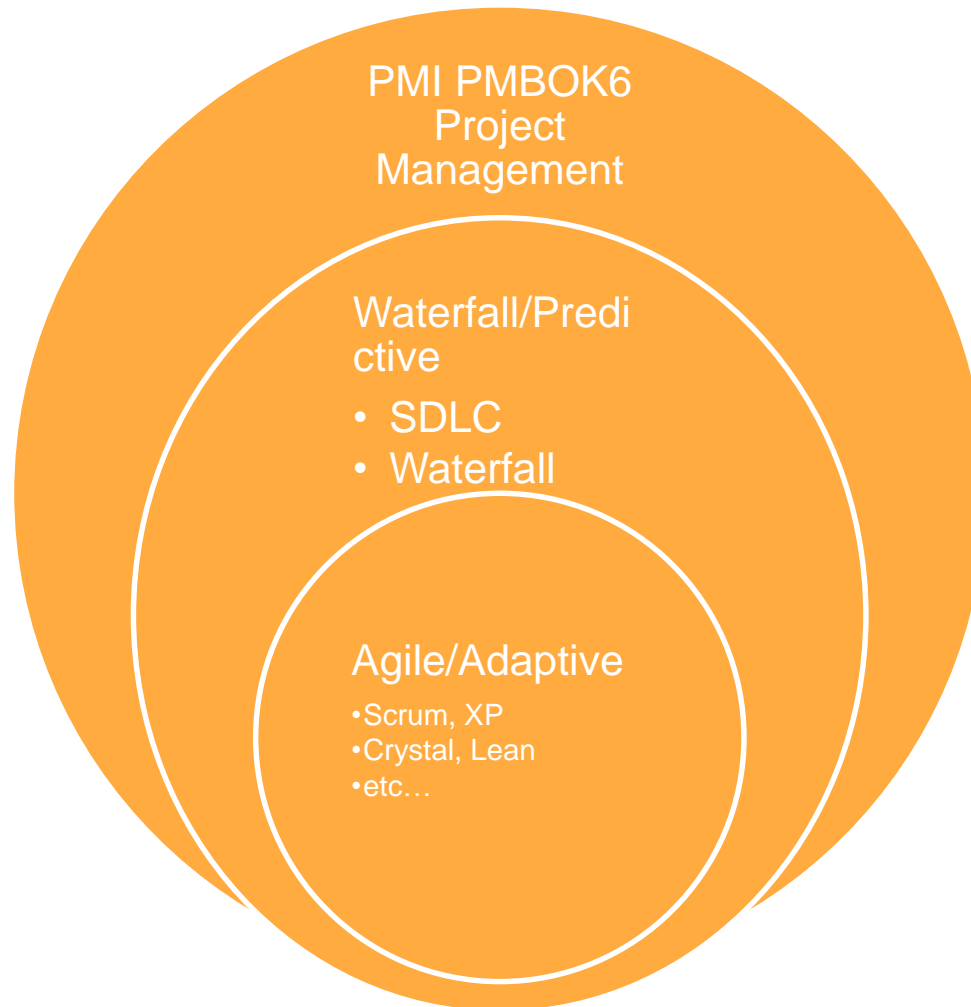 PMI PMBOK6
Project
Management
Waterfall/Predi
ctive
• SDLC
• Waterfall
Agile/Adaptive
•Scrum, XP
•Crystal, Lean
•etc…